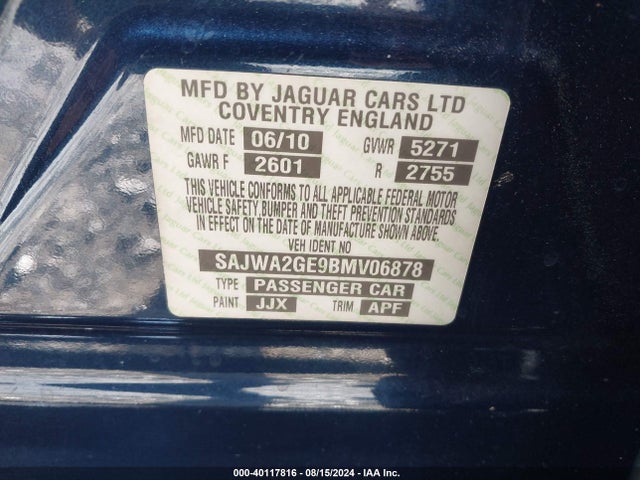 MFD BY JAGUAR CARS LTD
COVENTRY ENGLAND
MFD DATE 06/10 GVWR 5271
GAWR F 2601 R 2755
THIS VEHICLE CONFORMS TO ALL APPLICABLE FEDERAL MOTOR
VEHICLE SAFETY,BUMPER AND THEFT PREVENTION STANDARDS
IN EFFECT ON THE DATE OF MANUFACTURE SHOWN ABOVE.
VEH IDENT NO
SAJWA2GE9BMV06878
TYPE PASSENGER CAR
PAINT JJX TRIM APF
000-40117816 - 08/15/2024 - IAA Inc.